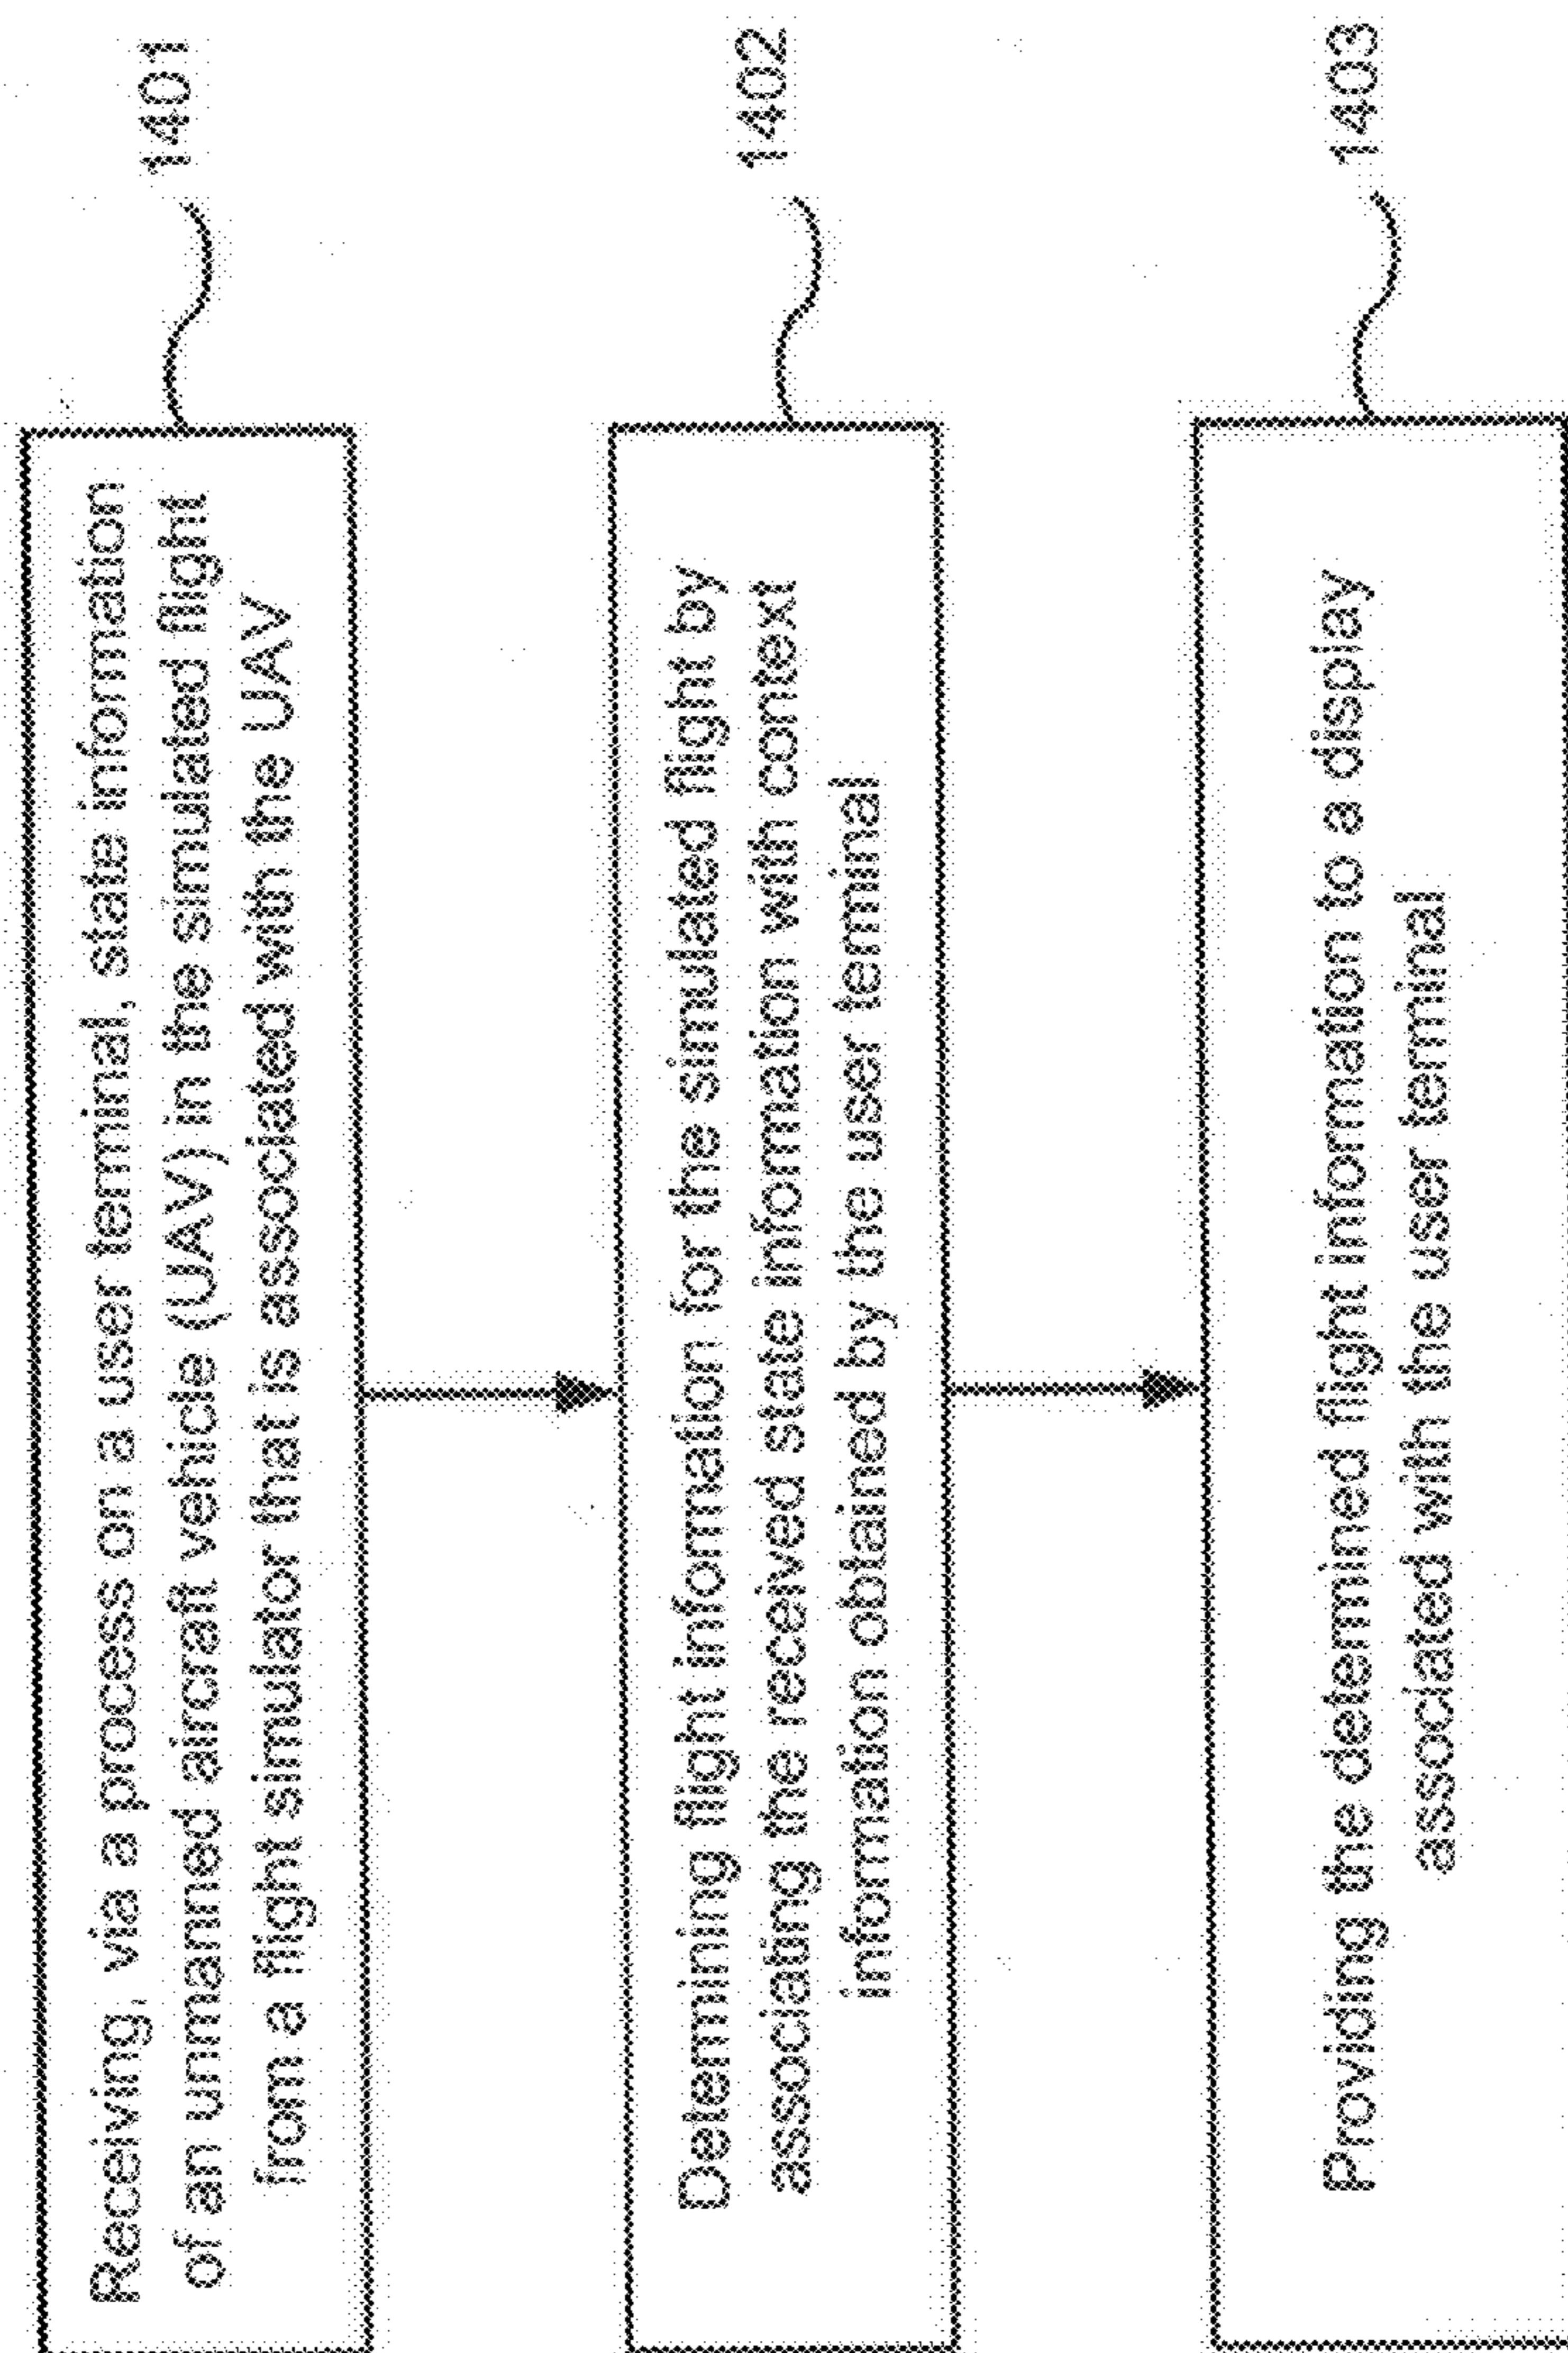 Receiving, via a process on a user terminal, state information
of an unmanned aircraft vehicle (UAV) in the simulated flight
from a flight simulator that is associated with the UAV
1401
Determining flight information for the simulated flight by
associating the received state information with context
information obtained by the user terminal
1402
Providing the determined flight information to a display
associated with the user terminal
1403